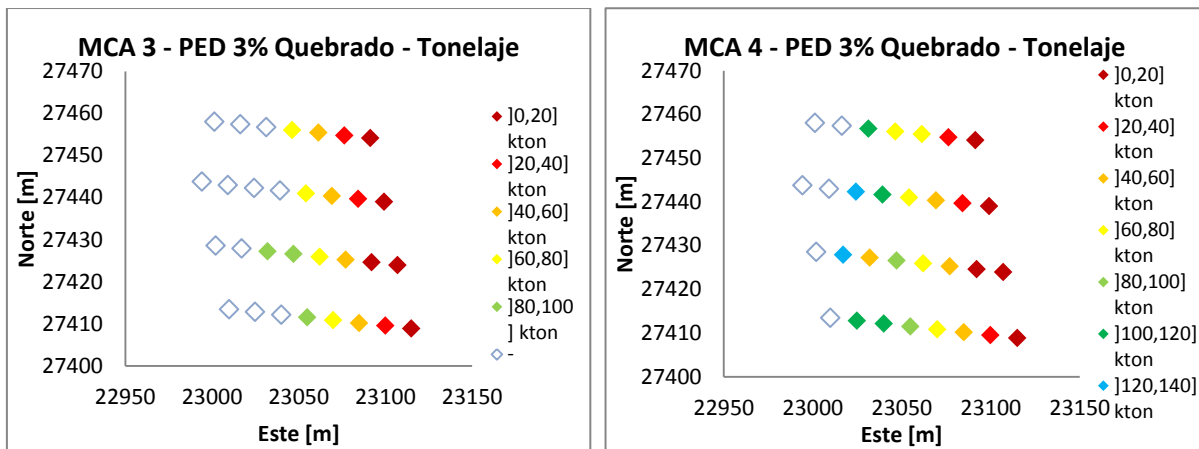 MCA 3 - PED 3% Quebrado - Tonelaje
27470
27460
27450
27440
27430
27420
27410
27400
Norte [m]
22950
23000
23050
23100
23150
Este [m]
]0,20]
kton
]20,40]
kton
]40,60]
kton
]60,80]
kton
]80,100
] kton
-
MCA 4 - PED 3% Quebrado - Tonelaje
27470
27460
27450
27440
27430
27420
27410
27400
Norte [m]
22950
23000
23050
23100
23150
Este [m]
]0,20]
kton
]20,40]
kton
]40,60]
kton
]60,80]
kton
]80,100]
kton
]100,120]
kton
]120,140]
kton